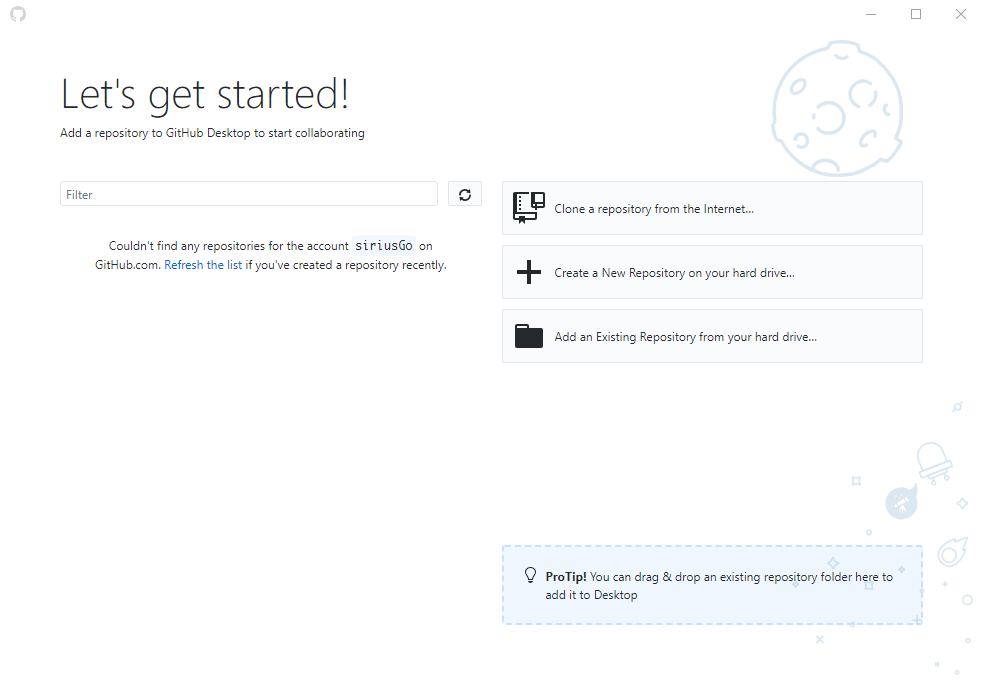 Let's get started!
Add a repository to GitHub Desktop to start collaborating
Filter
Couldn't find any repositories for the account siriusGo on
GitHub.com. Refresh the list if you've created a repository recently.
Clone a repository from the Internet...
Create a New Repository on your hard drive...
Add an Existing Repository from your hard drive...
ProTip! You can drag & drop an existing repository folder here to
add it to Desktop